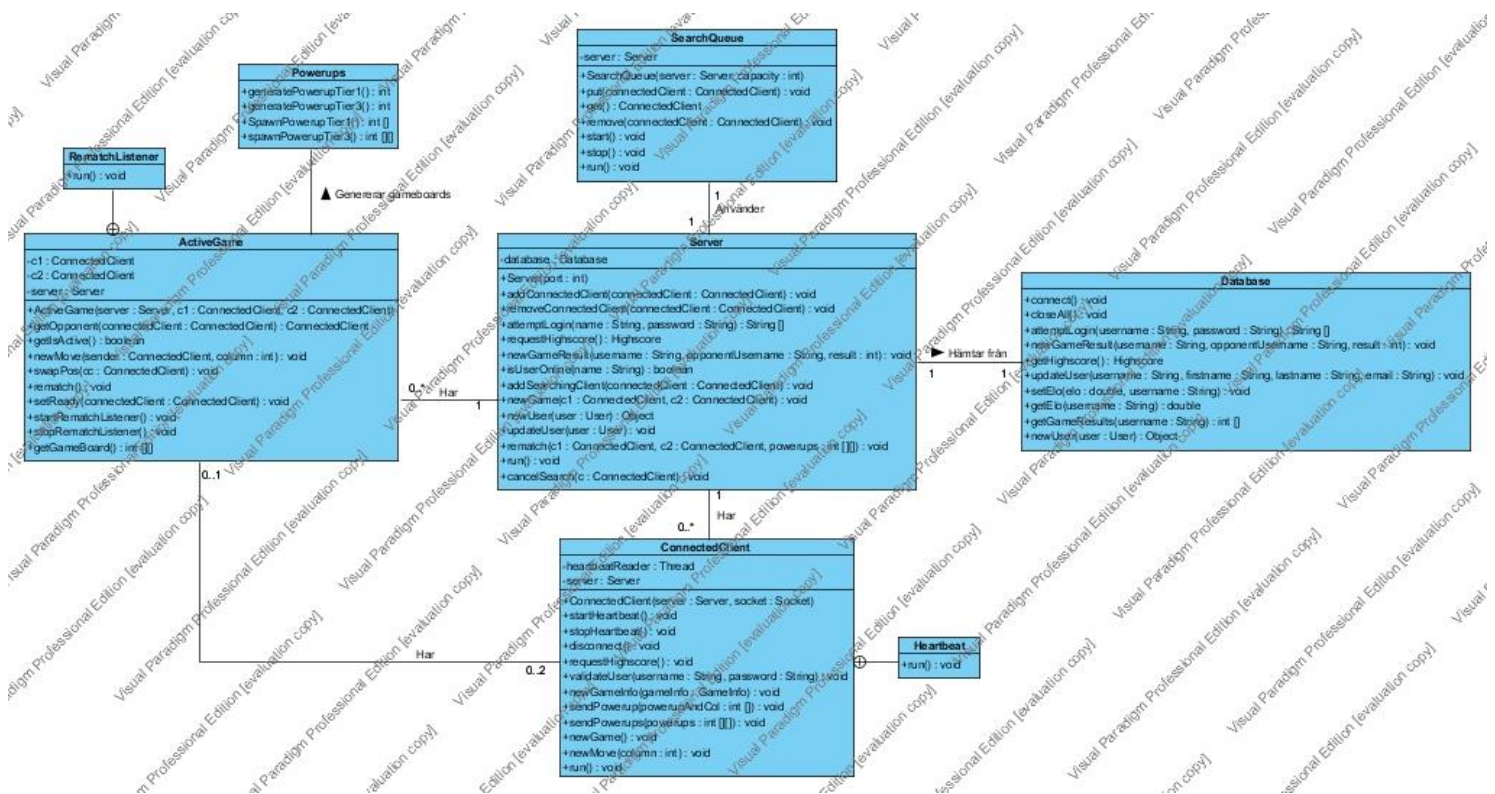 SearchQueue
-server : Server
+SearchQueue(server : Server, capacity : int)
+put(connectedClient : ConnectedClient) : void
+get() : ConnectedClient
+remove(connectedClient : ConnectedClient) : void
+start() : void
+stop() : void
+run() : void
Powerups
+generatePowerupTier1() : int
+generatePowerupTier3() : int
+SpawnPowerupTier1() : int []
+spawnPowerupTier3() : int [][]
RematchListener
+run() : void
▲ Genererar gameboards
1
Använder
1
ActiveGame
-c1 : ConnectedClient
-c2 : ConnectedClient
-server : Server
+ActiveGame(server : Server, c1 : ConnectedClient, c2 : ConnectedClient)
+getOpponent(connectedClient : ConnectedClient) : ConnectedClient
+getIsActive() : boolean
+newMove(sender : ConnectedClient, column : int) : void
+swapPos(cc : ConnectedClient) : void
+rematch() : void
+setReady(connectedClient : ConnectedClient) : void
+startRematchListener() : void
+stopRematchListener() : void
+getGameBoard() : int [][]
0..*
Har
1
Server
-database : Database
+Server(port : int)
+addConnectedClient(connectedClient : ConnectedClient) : void
+removeConnectedClient(connectedClient : ConnectedClient) : void
+attemptLogin(name : String, password : String) : String []
+requestHighscore() : Highscore
+newGameResult(username : String, opponentUsername : String, result : int) : void
+isUserOnline(name : String) : boolean
+addSearchingClient(connectedClient : ConnectedClient) : void
+newGame(c1 : ConnectedClient, c2 : ConnectedClient) : void
+newUser(user : User) : Object
+updateUser(user : User) : void
+rematch(c1 : ConnectedClient, c2 : ConnectedClient, powerups : int [][]) : void
+run() : void
+cancelSearch(c : ConnectedClient) : void
▶ Hämtar från
1
1
Database
+connect() : void
+closeAll() : void
+attemptLogin(username : String, password : String) : String []
+newGameResult(username : String, opponentUsername : String, result : int) : void
+getHighscore() : Highscore
+updateUser(username : String, firstname : String, lastname : String, email : String) : void
+setElo(elo : double, username : String) : void
+getElo(username : String) : double
+getGameResults(username : String) : int []
+newUser(user : User) : Object
0..1
Har
0..2
1
Har
0..*
ConnectedClient
-heartbeatReader : Thread
-server : Server
+ConnectedClient(server : Server, socket : Socket)
+startHeartbeat() : void
+stopHeartbeat() : void
+disconnect() : void
+requestHighscore() : void
+validateUser(username : String, password : String) : void
+newGameInfo(gameInfo : GameInfo) : void
+sendPowerup(powerupAndCol : int []) : void
+sendPowerups(powerups : int [][]) : void
+newGame() : void
+newMove(column : int) : void
+run() : void
Heartbeat
+run() : void
Visual Paradigm Professional Edition [evaluation copy]